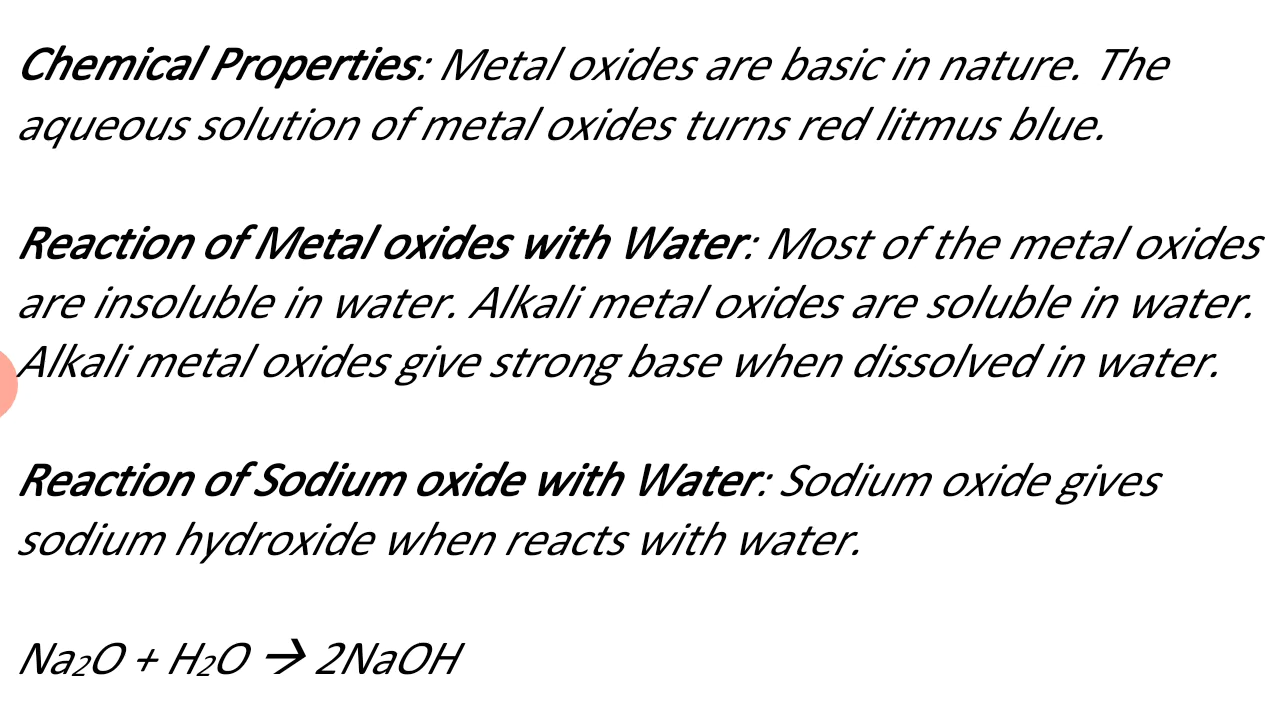 Chemical Properties: Metal oxides are basic in nature. The
aqueous solution of metal oxides turns red litmus blue.
Reaction of Metal oxides with Water: Most of the metal oxides
are insoluble in water. Alkali metal oxides are soluble in water.
Alkali metal oxides give strong base when dissolved in water.
Reaction of Sodium oxide with Water: Sodium oxide gives
sodium hydroxide when reacts with water.
Na₂O + H₂O → 2NaOH